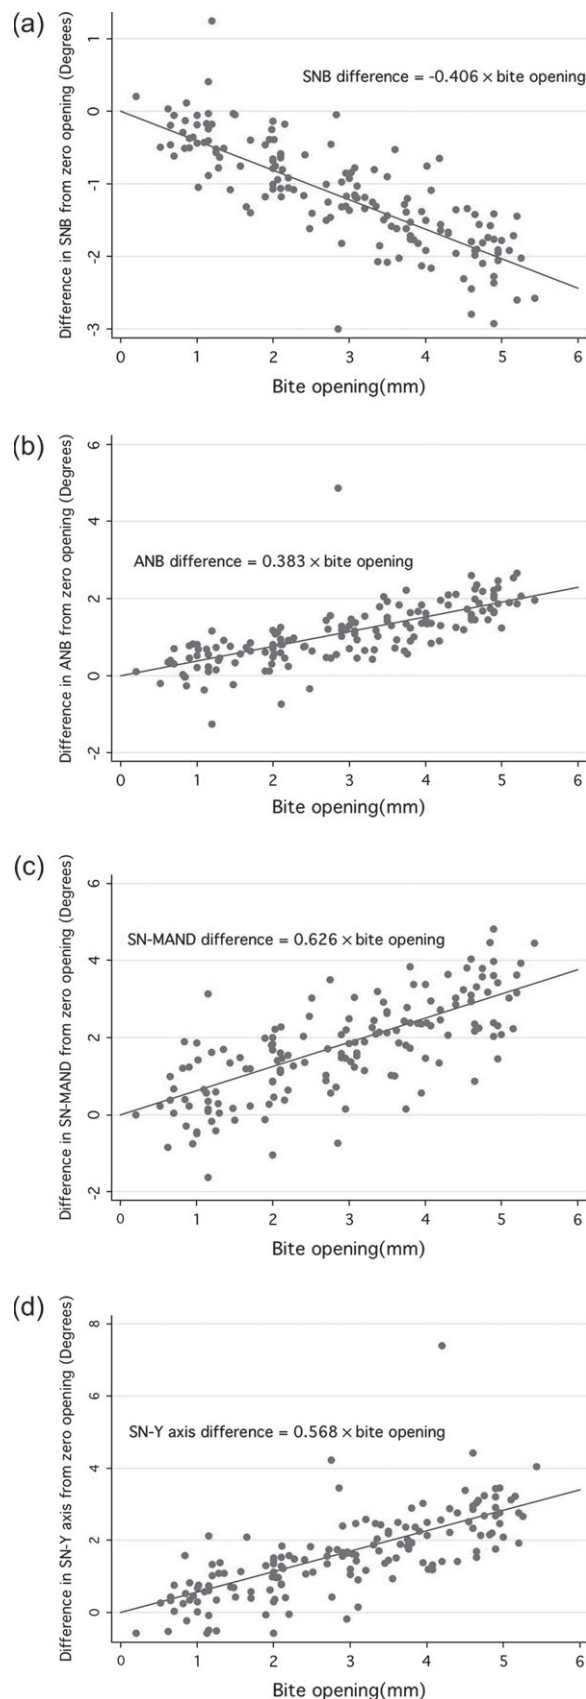 (a)
Difference in SNB from zero opening (Degrees)
1
0
-1
-2
-3
SNB difference = -0.406 × bite opening
0 1 2 3 4 5 6
Bite opening(mm)
(b)
Difference in ANB from zero opening (Degrees)
6
4
2
0
-2
ANB difference = 0.383 × bite opening
0 1 2 3 4 5 6
Bite opening(mm)
(c)
Difference in SN-MAND from zero opening (Degrees)
6
4
2
0
-2
SN-MAND difference = 0.626 × bite opening
0 1 2 3 4 5 6
Bite opening(mm)
(d)
Difference in SN-Y axis from zero opening (Degrees)
8
6
4
2
0
SN-Y axis difference = 0.568 × bite opening
0 1 2 3 4 5 6
Bite opening(mm)